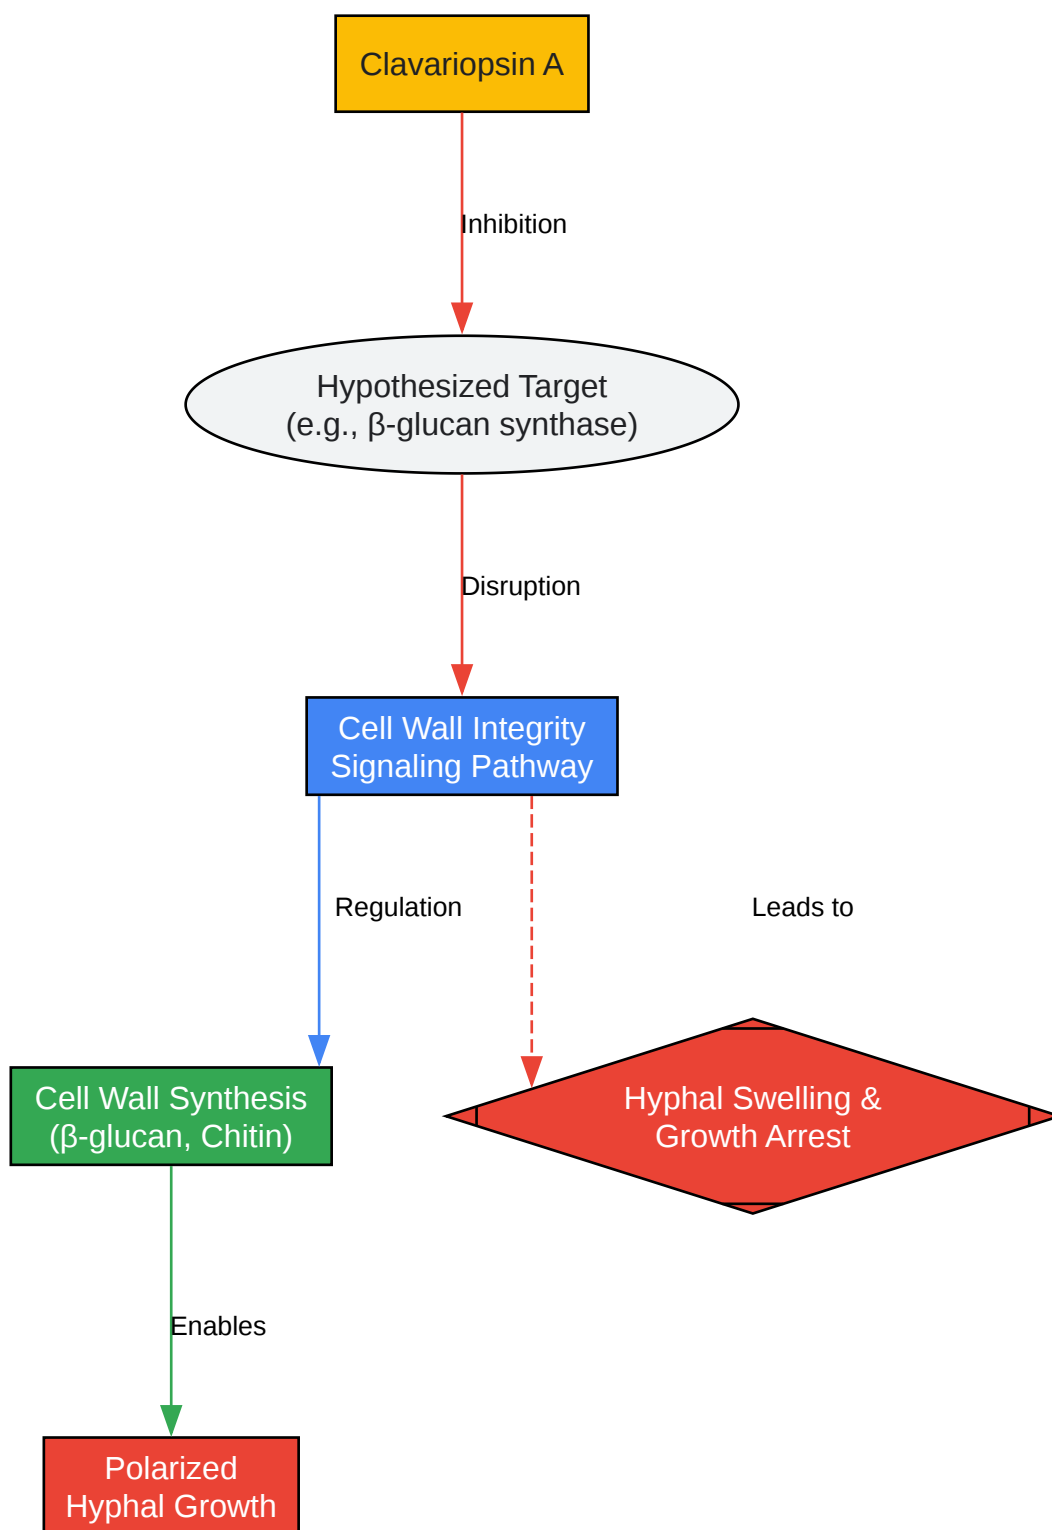 Clavariopsin A
Inhibition
Hypothesized Target
(e.g., β-glucan synthase)
Disruption
Cell Wall Integrity
Signaling Pathway
Regulation
Leads to
Cell Wall Synthesis
(β-glucan, Chitin)
Hyphal Swelling &
Growth Arrest
Enables
Polarized
Hyphal Growth